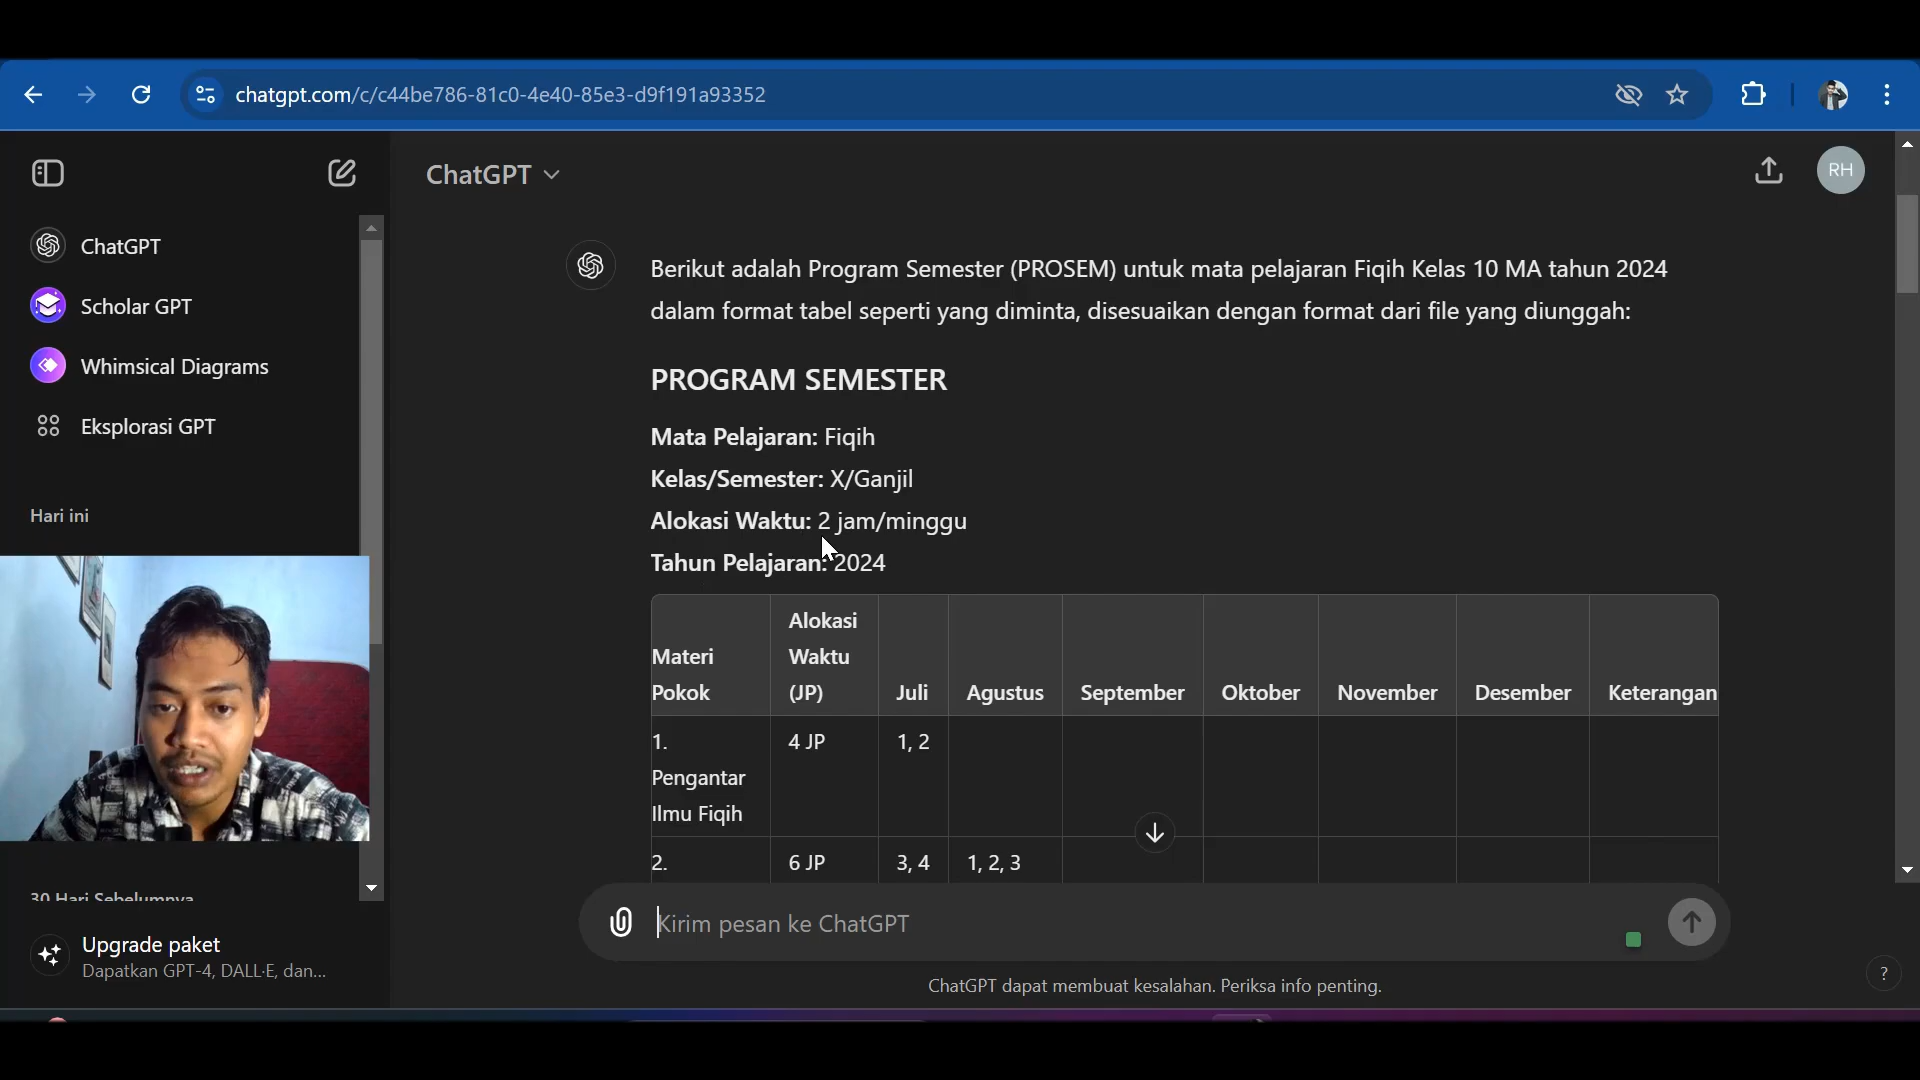 chatgpt.com/c/c44be786-81c0-4e40-85e3-d9f191a93352
ChatGPT
RH
ChatGPT
Scholar GPT
Whimsical Diagrams
Eksplorasi GPT
Hari ini
30 Hari Sebelumnya
Upgrade paket
Dapatkan GPT-4, DALL·E, dan...
Berikut adalah Program Semester (PROSEM) untuk mata pelajaran Fiqih Kelas 10 MA tahun 2024
dalam format tabel seperti yang diminta, disesuaikan dengan format dari file yang diunggah:
PROGRAM SEMESTER
Mata Pelajaran: Fiqih
Kelas/Semester: X/Ganjil
Alokasi Waktu: 2 jam/minggu
Tahun Pelajaran: 2024
Materi Pokok	Alokasi Waktu (JP)	Juli	Agustus	September	Oktober	November	Desember	Keterangan
1. Pengantar Ilmu Fiqih	4 JP	1, 2
2.	6 JP	3, 4	1, 2, 3
Kirim pesan ke ChatGPT
ChatGPT dapat membuat kesalahan. Periksa info penting.
?